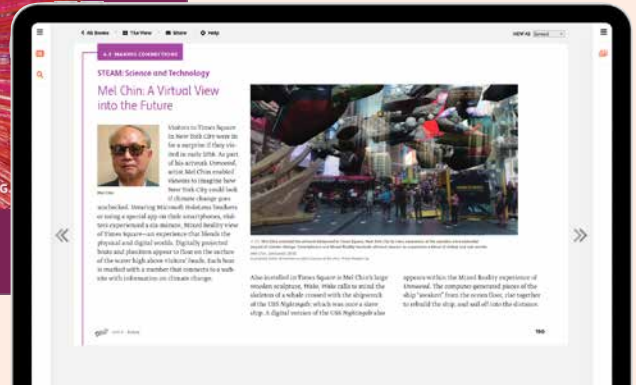 G.
All Books
Tile View
Share
Help
VIEW AS
6.5 MAKING CONNECTIONS
STEAM: Science and Technology
Mel Chin: A Virtual View
into the Future
Visitors to Times Square
in New York City were in
for a surprise if they vis-
ited in early 2018. As part
of his artwork Unmoored,
artist Mel Chin enabled
viewers to imagine how
New York City could look
if climate change goes
unchecked. Wearing Microsoft HoloLens headsets
or using a special app on their smartphones, visit-
tors experienced a six-minute, Mixed Reality view
of Times Square—an experience that blends the
physical and digital worlds. Digitally projected
boats and plankton appear to float on the surface
of the water high above visitors' heads. Each boat
is marked with a number that connects to a web-
site with information on climate change.
Mel Chin
Also installed in Times Square is Mel Chin's large
wooden sculpture, Wake. Wake calls to mind the
skeleton of a whale crossed with the shipwreck
of the USS Nightingale, which was once a slave
ship. A digital version of the USS Nightingale also
appears within the Mixed Reality experience of
Unmoored. The computer-generated pieces of the
ship "awaken" from the ocean floor, rise together
to rebuild the ship, and sail off into the distance.